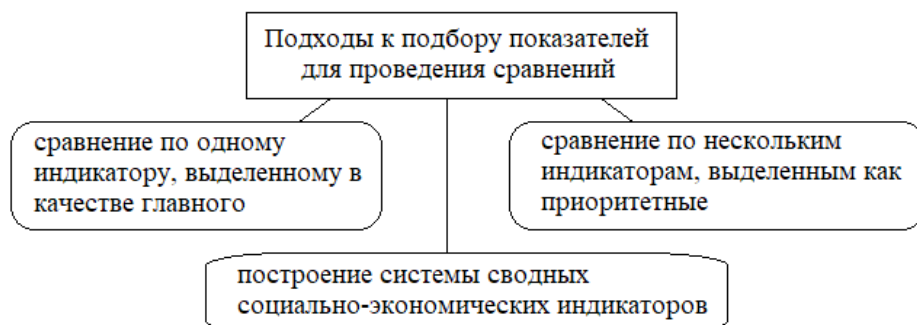 Подходы к подбору показателей
для проведения сравнений
сравнение по одному
индикатору, выделенному в
качестве главного
сравнение по нескольким
индикаторам, выделенным как
приоритетные
построение системы сводных
социально-экономических индикаторов